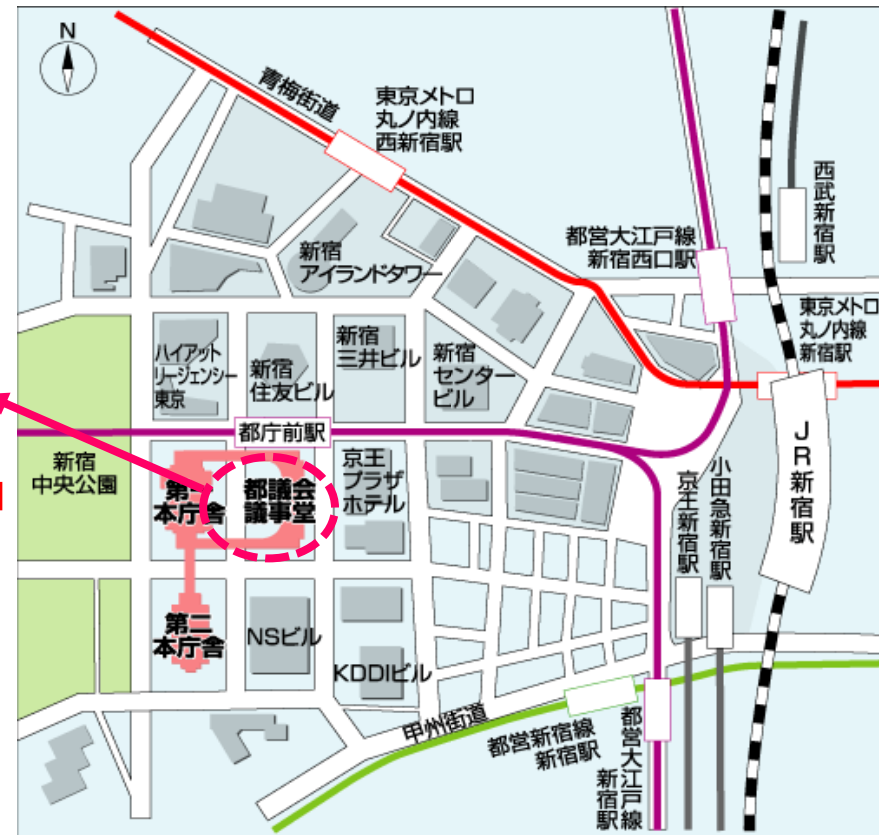 N
青梅街道
東京メトロ
丸ノ内線
西新宿駅
西武新宿駅
都営大江戸線
新宿西口駅
新宿
アイランドタワー
東京メトロ
丸ノ内線
新宿駅
ハイアット
リージェンシー
東京
新宿
住友ビル
新宿
三井ビル
新宿
センター
ビル
都庁前駅
JR新宿駅
新宿
中央公園
第一
本庁舎
都議会
議事堂
京王
プラザ
ホテル
小田急新宿駅
京王新宿駅
第二
本庁舎
NSビル
KDDIビル
甲州街道
都営新宿線
新宿駅
都営大江戸線
新宿駅